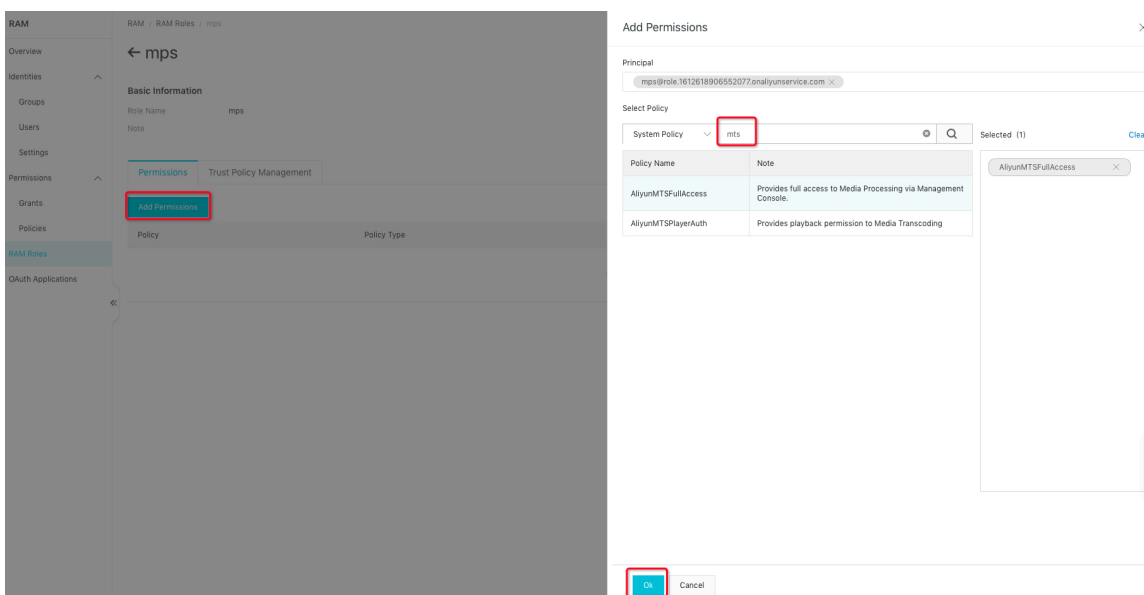 RAM
Overview
Identities
Groups
Users
Settings
Permissions
Grants
Policies
RAM Roles
OAuth Applications
RAM / RAM Roles / mps
← mps
Basic Information
Role Name mps
Note
Permissions Trust Policy Management
Add Permissions
Policy Policy Type
Add Permissions
Principal
mps@role.1612618906552077.onaliyunservice.com
Select Policy
System Policy mts
Policy Name Note
AliyunMTSFullAccess Provides full access to Media Processing via Management
Console.
AliyunMTSPlayerAuth Provides playback permission to Media Transcoding
Selected (1) Clea
AliyunMTSFullAccess
Ok Cancel